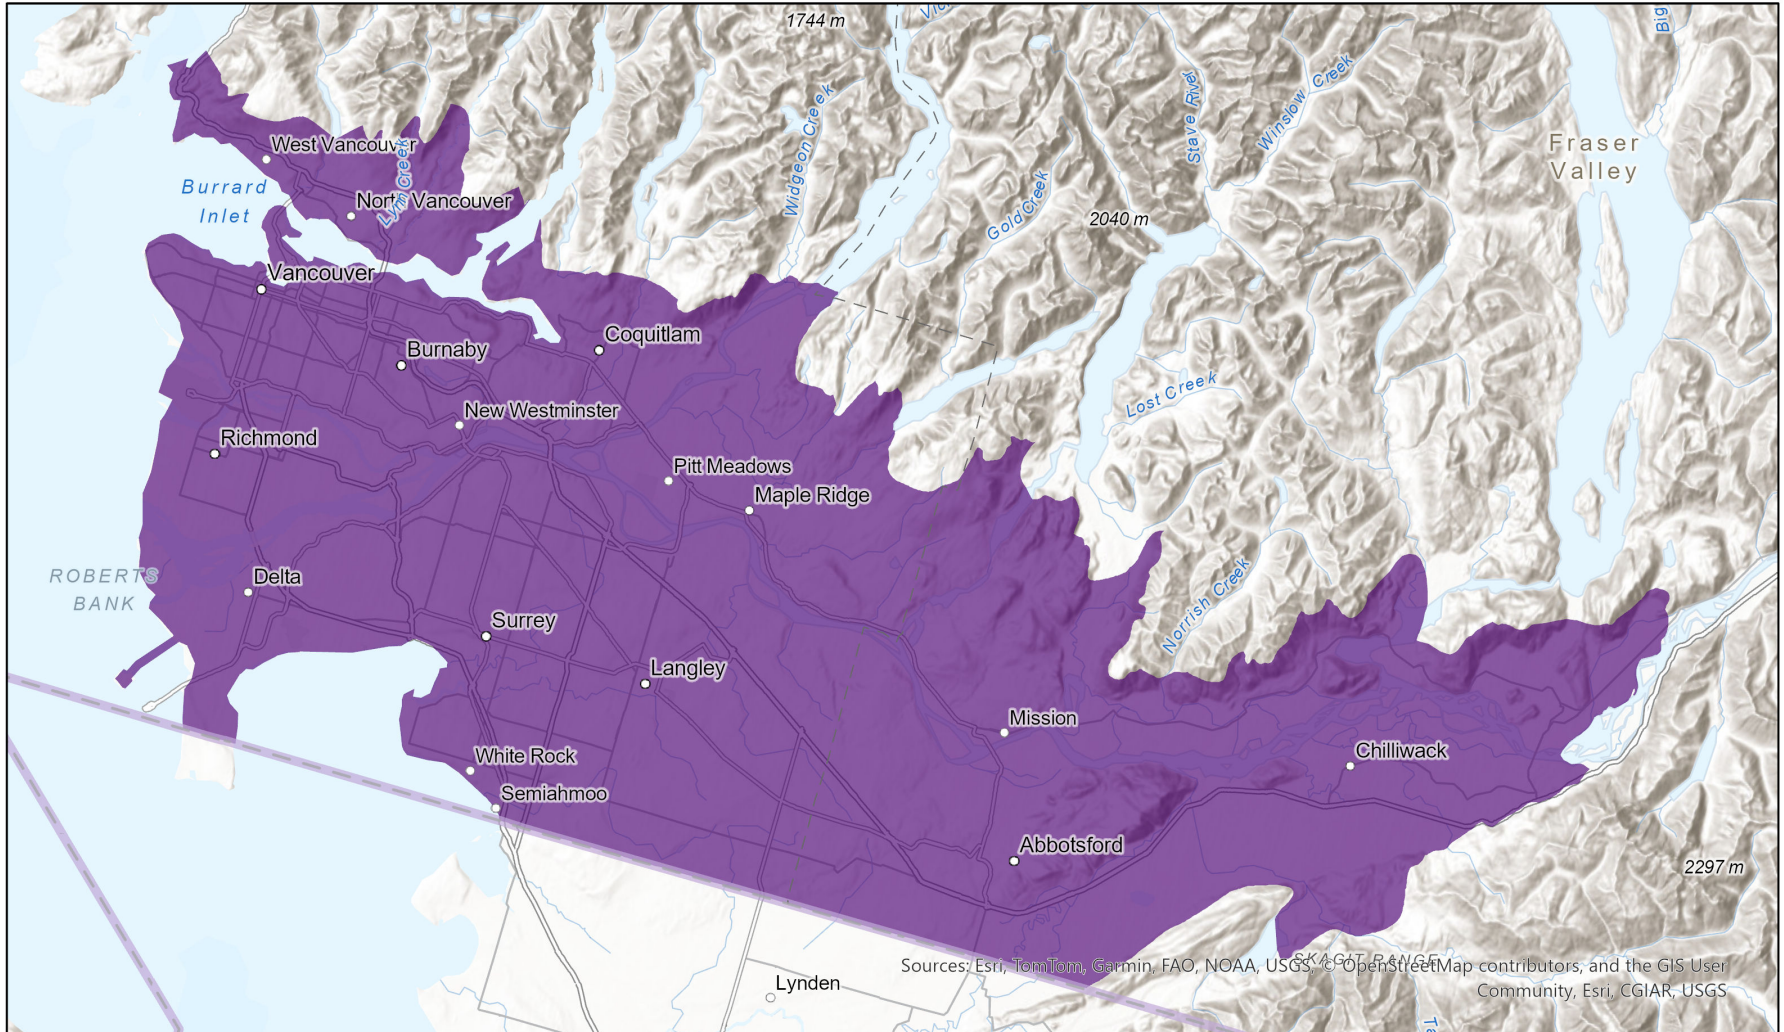 1744 m
Winslow Creek
Stave River
Widgeon Creek
Fraser
Valley
West Vancouver
Lynn Creek
Burrard
Inlet
North Vancouver
Gold Creek
2040 m
Vancouver
Coquitlam
Burnaby
Lost Creek
New Westminster
Richmond
Pitt Meadows
Maple Ridge
ROBERTS
BANK
Delta
Norrish Creek
Surrey
Langley
Mission
White Rock
Chilliwack
Semiahmoo
Abbotsford
2297 m
SKAGIT RANGE
Sources: Esri, TomTom, Garmin, FAO, NOAA, USGS, © OpenStreetMap contributors, and the GIS User
Community, Esri, CGIAR, USGS
Lynden
Big